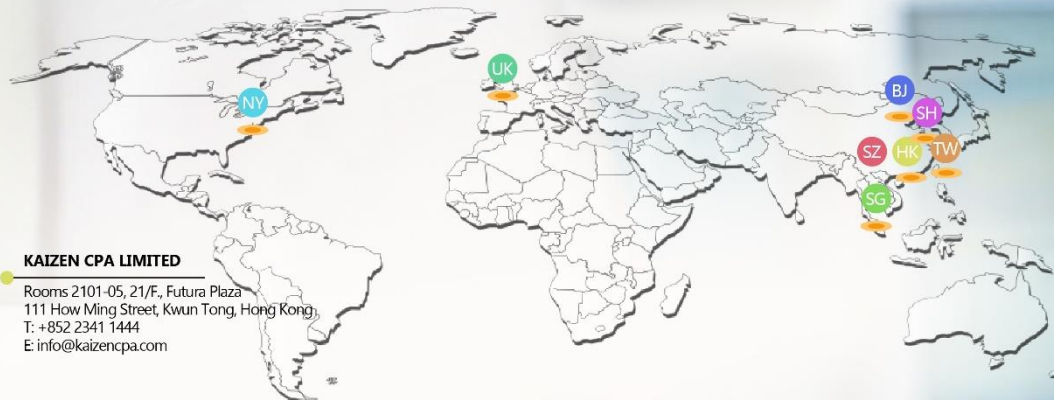 UK
NY
BJ
SH
SZ
HK
TW
SG
KAIZEN CPA LIMITED
Rooms 2101-05, 21/F., Futura Plaza
111 How Ming Street, Kwun Tong, Hong Kong
T: +852 2341 1444
E: info@kaizencpa.com